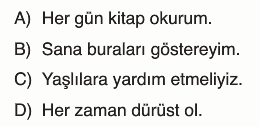 A) Her gün kitap okurum.
B) Sana buraları göstereyim.
C) Yaşlılara yardım etmeliyiz.
D) Her zaman dürüst ol.